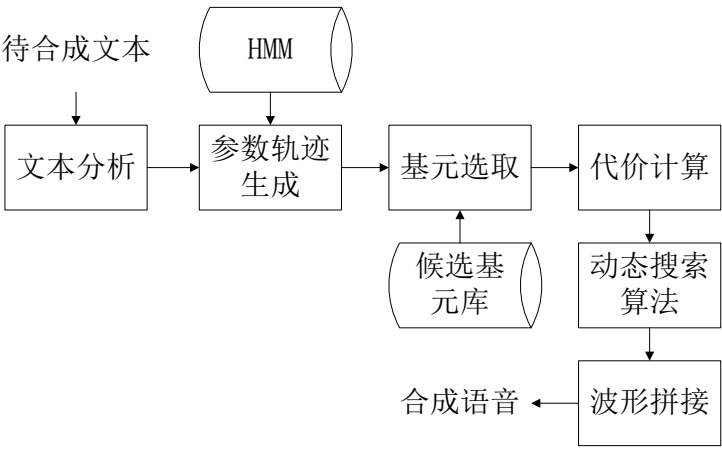 待合成文本
HMM
文本分析
参数轨迹
生成
基元选取
代价计算
候选基
元库
动态搜索
算法
合成语音
波形拼接